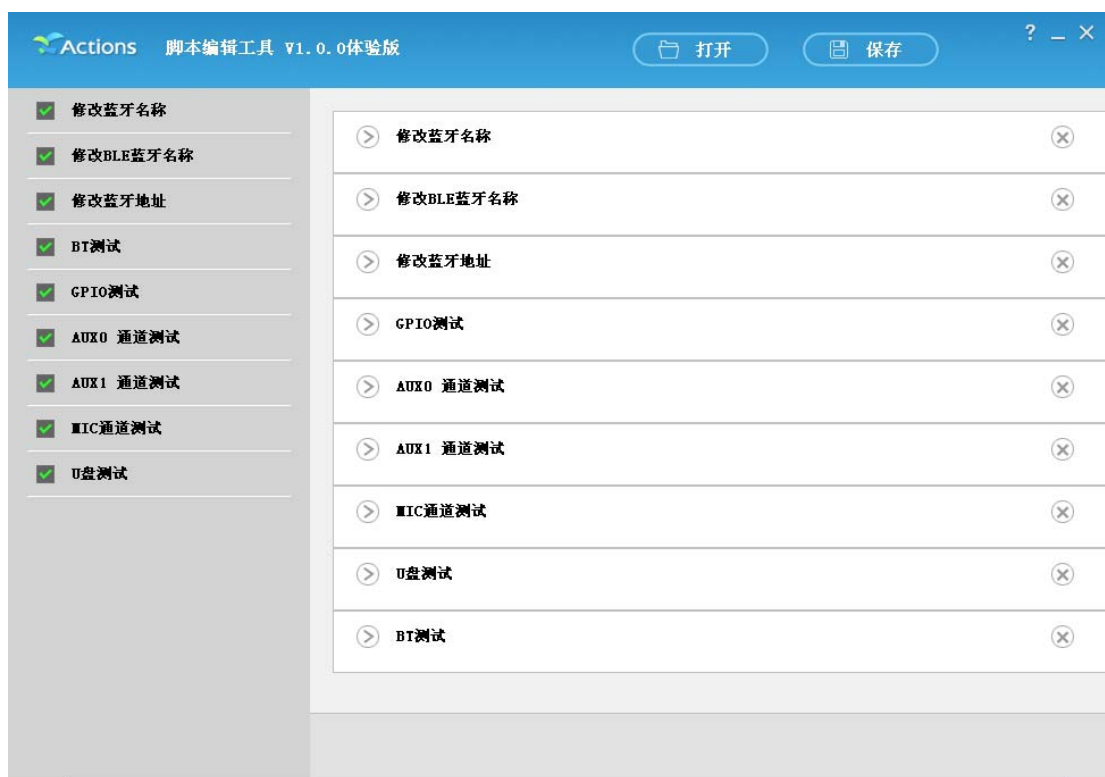 Actions 脚本编辑工具 V1.0.0体验版 打开 保存 ?
修改蓝牙名称
修改BLE蓝牙名称
修改蓝牙地址
BT测试
GPIO测试
AUX0 通道测试
AUX1 通道测试
MIC通道测试
U盘测试
修改蓝牙名称
修改BLE蓝牙名称
修改蓝牙地址
GPIO测试
AUX0 通道测试
AUX1 通道测试
MIC通道测试
U盘测试
BT测试